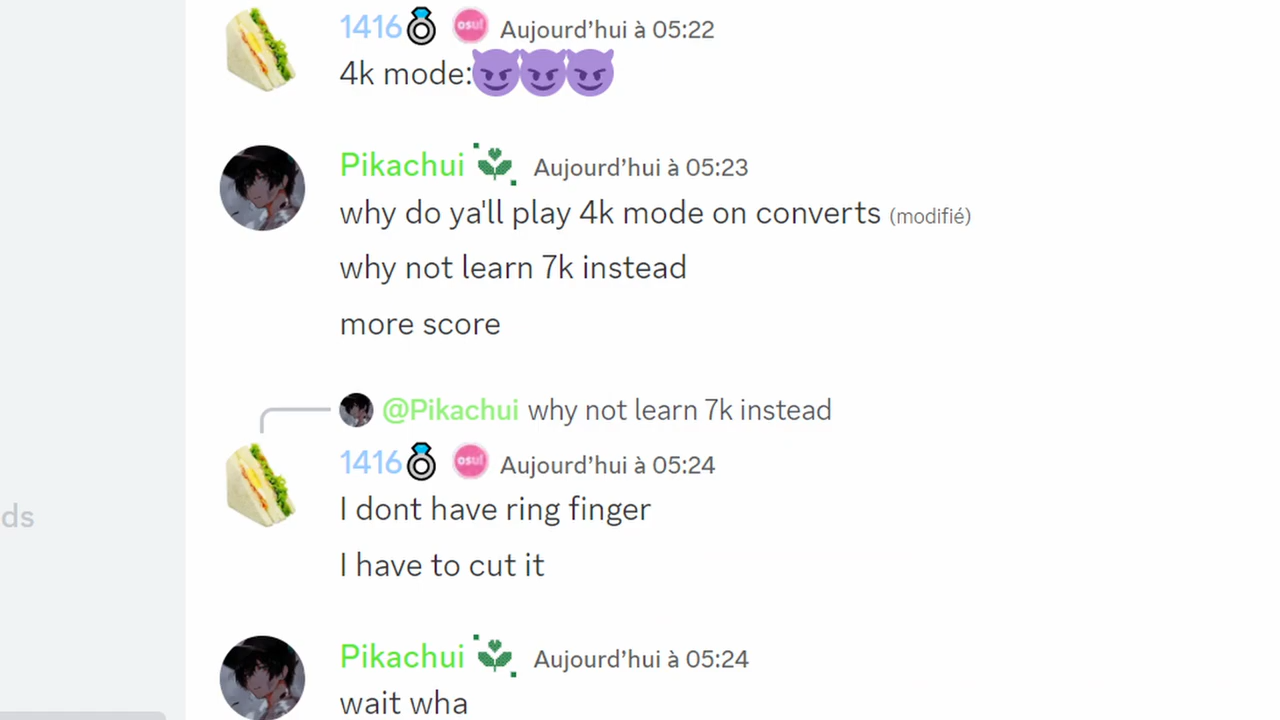 1416 osu! Aujourd’hui à 05:22
4k mode:😈😈😈
Pikachui Aujourd’hui à 05:23
why do ya'll play 4k mode on converts (modifié)
why not learn 7k instead
more score
@Pikachui why not learn 7k instead
1416 osu! Aujourd’hui à 05:24
I dont have ring finger
ds
I have to cut it
Pikachui Aujourd’hui à 05:24
wait wha